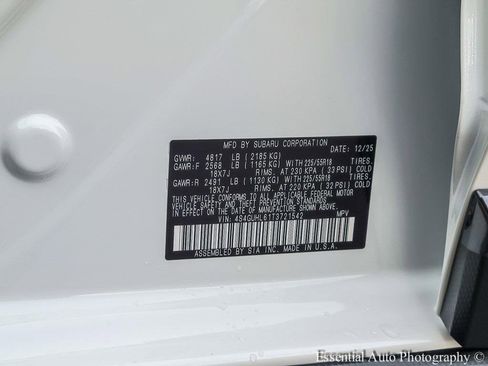 MFD BY SUBARU CORPORATION DATE: 12/25
GVWR: 4817 LB (2185 KG) TIRES.
GAWR:F 2568 LB (1165 KG) WITH 225/55R18
18X7J RIMS. AT 230 KPA ( 33 PSI) COLD
GAWR:R 2491 LB (1130 KG) WITH 225/55R18 TIRES.
18X7J RIMS. AT 220 KPA ( 32 PSI) COLD
THIS VEHICLE CONFORMS TO ALL APPLICABLE FEDERAL MOTOR
VEHICLE SAFETY AND THEFT PREVENTION STANDARDS
IN EFFECT ON THE DATE OF MANUFACTURE SHOWN ABOVE.
VIN: 4S4GUHL61T3721542 MPV
ASSEMBLED BY SIA INC. MADE IN U.S.A.
Essential Auto Photography ©